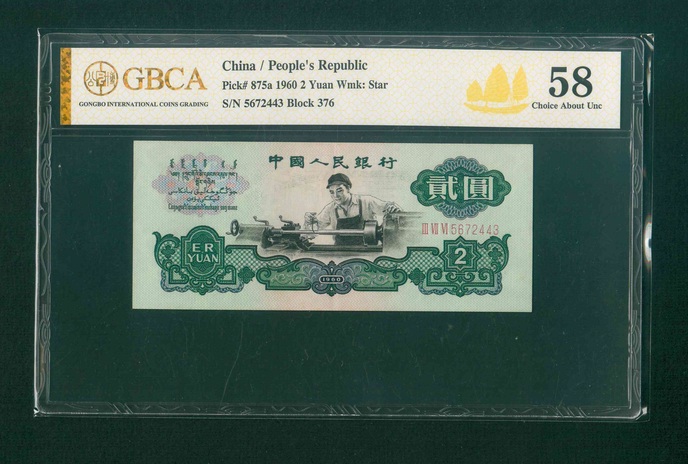 GBCA
GONGBO INTERNATIONAL COINS GRADING
China / People's Republic
Pick# 875a 1960 2 Yuan Wmk: Star
S/N 5672443 Block 376
58
Choice About Unc
中國人民銀行
貳圓
III VII VI 5672443
ER
YUAN
2
1960